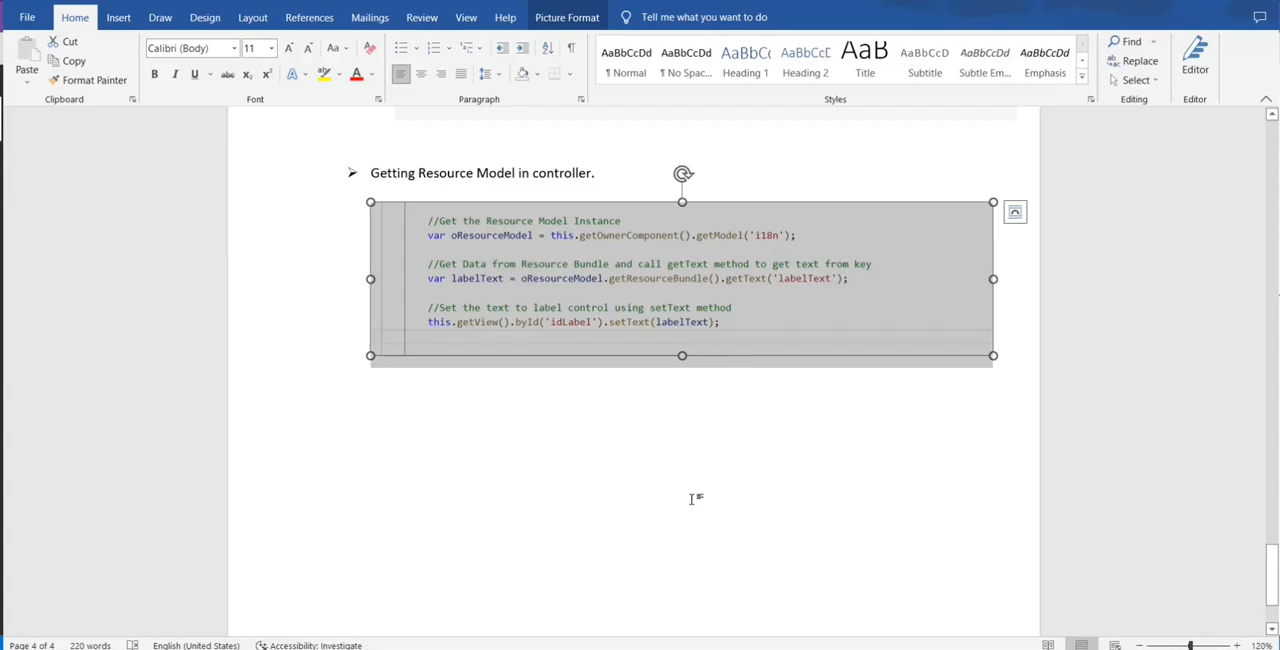 File Home Insert Draw Design Layout References Mailings Review View Help Picture Format Tell me what you want to do
Paste
Cut
Copy
Format Painter
Clipboard
Calibri (Body) 11 Aa
B I U abc x₂ x² A A
Font
Paragraph
AaBbCcDd AaBbCcDd AaBbC AaBbCcD AaB AaBbCcD AaBbCcDd AaBbCcDd
¶ Normal ¶ No Spac... Heading 1 Heading 2 Title Subtitle Subtle Em... Emphasis
Styles
Find
Replace
Select
Editing
Editor
Editor
➢ Getting Resource Model in controller.
//Get the Resource Model Instance
var oResourceModel = this.getOwnerComponent().getModel('i18n');
//Get Data from Resource Bundle and call getText method to get text from key
var labelText = oResourceModel.getResourceBundle().getText('labelText');
//Set the text to label control using setText method
this.getView().byId('idLabel').setText(labelText);
Page 4 of 4 220 words English (United States) Accessibility: Investigate 120%